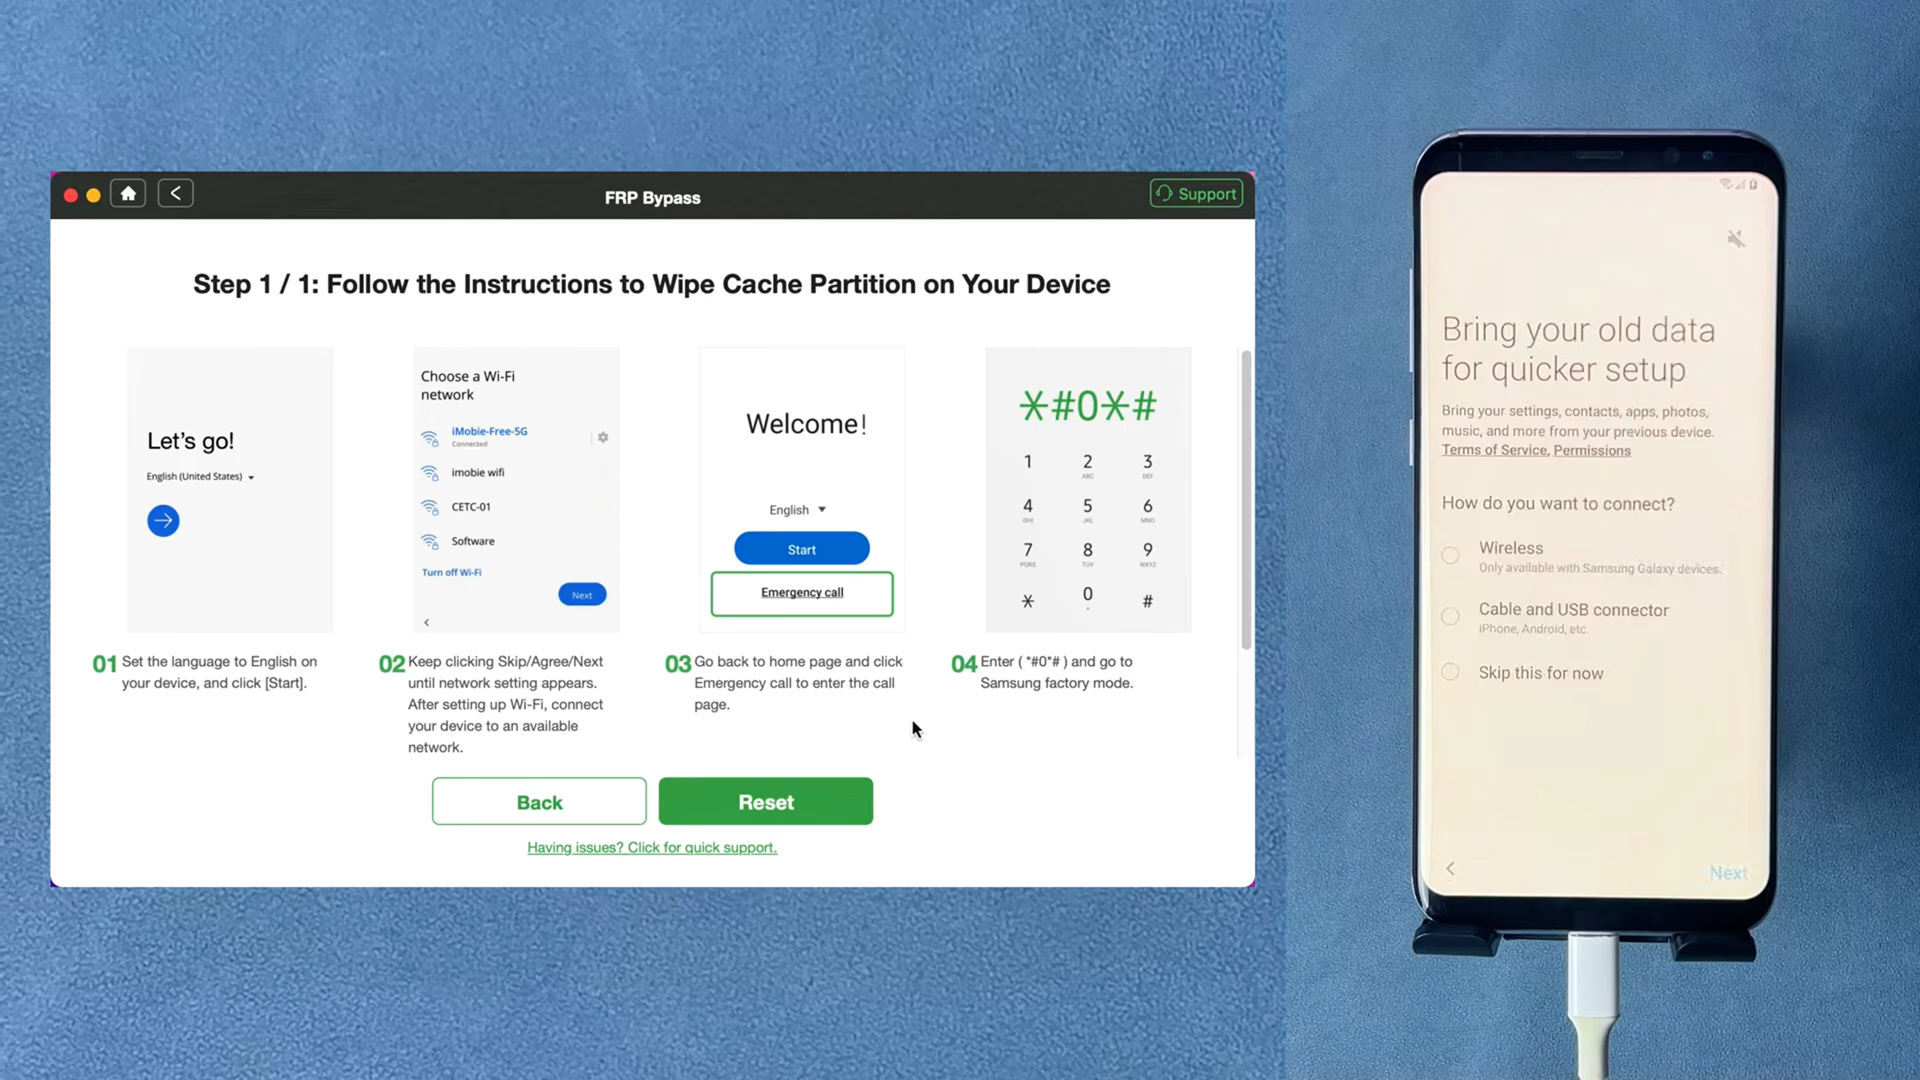 FRP Bypass
Support
Step 1 / 1: Follow the Instructions to Wipe Cache Partition on Your Device
Let's go!
English (United States)
Choose a Wi-Fi
network
iMobie-Free-5G
Connected
imobie wifi
CETC-01
Software
Turn off Wi-Fi
Next
Welcome!
English
Start
Emergency call
*#0*#
1 2 3
ABC DEF
4 5 6
GHI JKL MNO
7 8 9
PQRS TUV WXYZ
* 0 #
01 Set the language to English on
your device, and click [Start].
02 Keep clicking Skip/Agree/Next
until network setting appears.
After setting up Wi-Fi, connect
your device to an available
network.
03 Go back to home page and click
Emergency call to enter the call
page.
04 Enter ( *#0*# ) and go to
Samsung factory mode.
Back
Reset
Having issues? Click for quick support.
Bring your old data
for quicker setup
Bring your settings, contacts, apps, photos,
music, and more from your previous device.
Terms of Service, Permissions
How do you want to connect?
Wireless
Only available with Samsung Galaxy devices.
Cable and USB connector
iPhone, Android, etc.
Skip this for now
Next